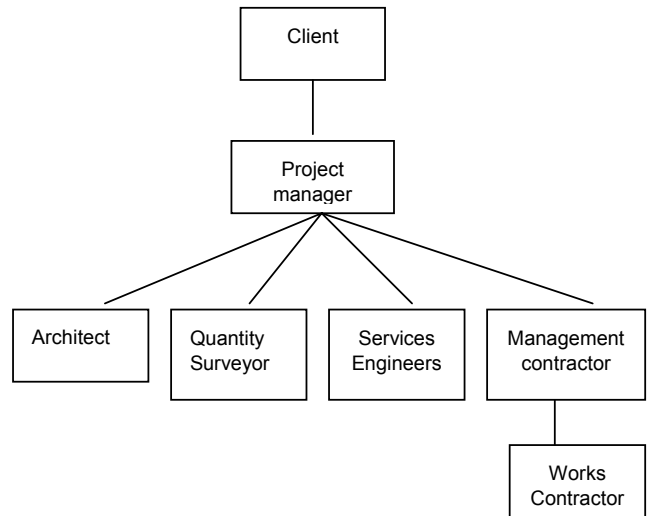 Client
Project
manager
Architect
Quantity
Surveyor
Services
Engineers
Management
contractor
Works
Contractor